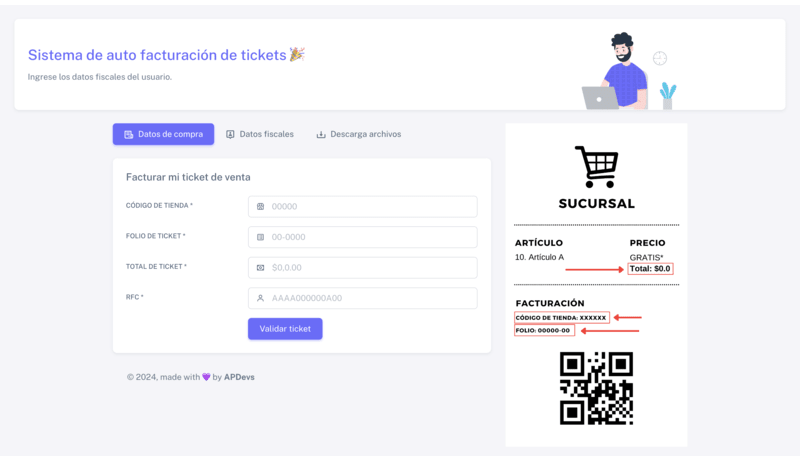 Sistema de auto facturación de tickets 🎉
Ingrese los datos fiscales del usuario.
Datos de compra
Datos fiscales
Descarga archivos
Facturar mi ticket de venta
CÓDIGO DE TIENDA *
00000
FOLIO DE TICKET *
00-0000
TOTAL DE TICKET *
$0,0.00
RFC *
AAAA000000A00
Validar ticket
© 2024, made with 💜 by APDevs
SUCURSAL
ARTÍCULO PRECIO
10. Artículo A GRATIS*
Total: $0.0
FACTURACIÓN
CÓDIGO DE TIENDA: XXXXXX
FOLIO: 00000-00